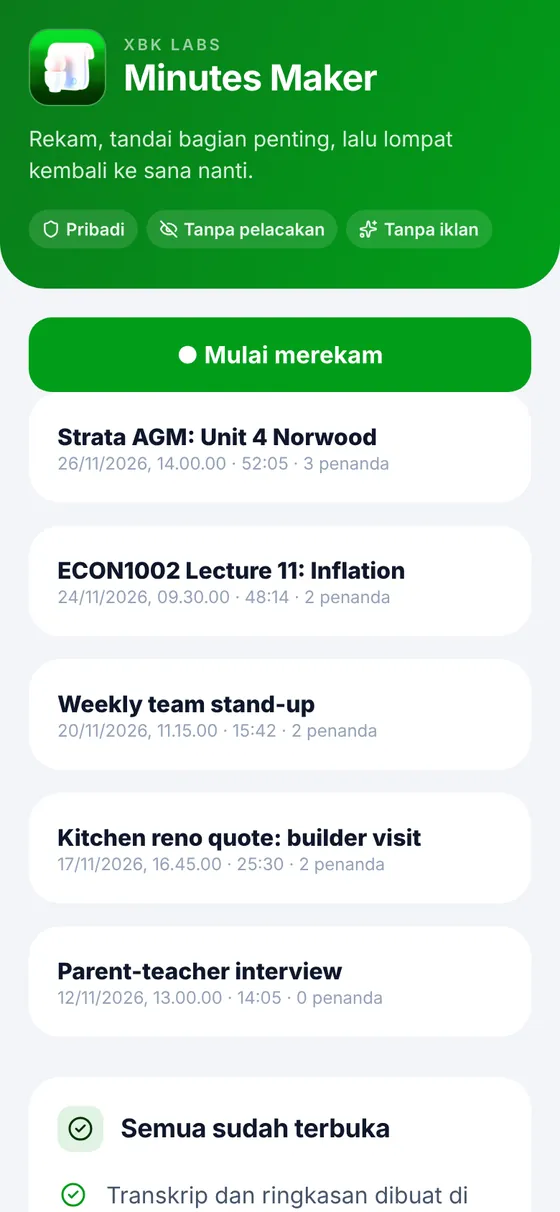 XBK LABS
Minutes Maker
Rekam, tandai bagian penting, lalu lompat
kembali ke sana nanti.
Pribadi
Tanpa pelacakan
Tanpa iklan
Mulai merekam
Strata AGM: Unit 4 Norwood
26/11/2026, 14.00.00 · 52:05 · 3 penanda
ECON1002 Lecture 11: Inflation
24/11/2026, 09.30.00 · 48:14 · 2 penanda
Weekly team stand-up
20/11/2026, 11.15.00 · 15:42 · 2 penanda
Kitchen reno quote: builder visit
17/11/2026, 16.45.00 · 25:30 · 2 penanda
Parent-teacher interview
12/11/2026, 13.00.00 · 14:05 · 0 penanda
Semua sudah terbuka
Transkrip dan ringkasan dibuat di